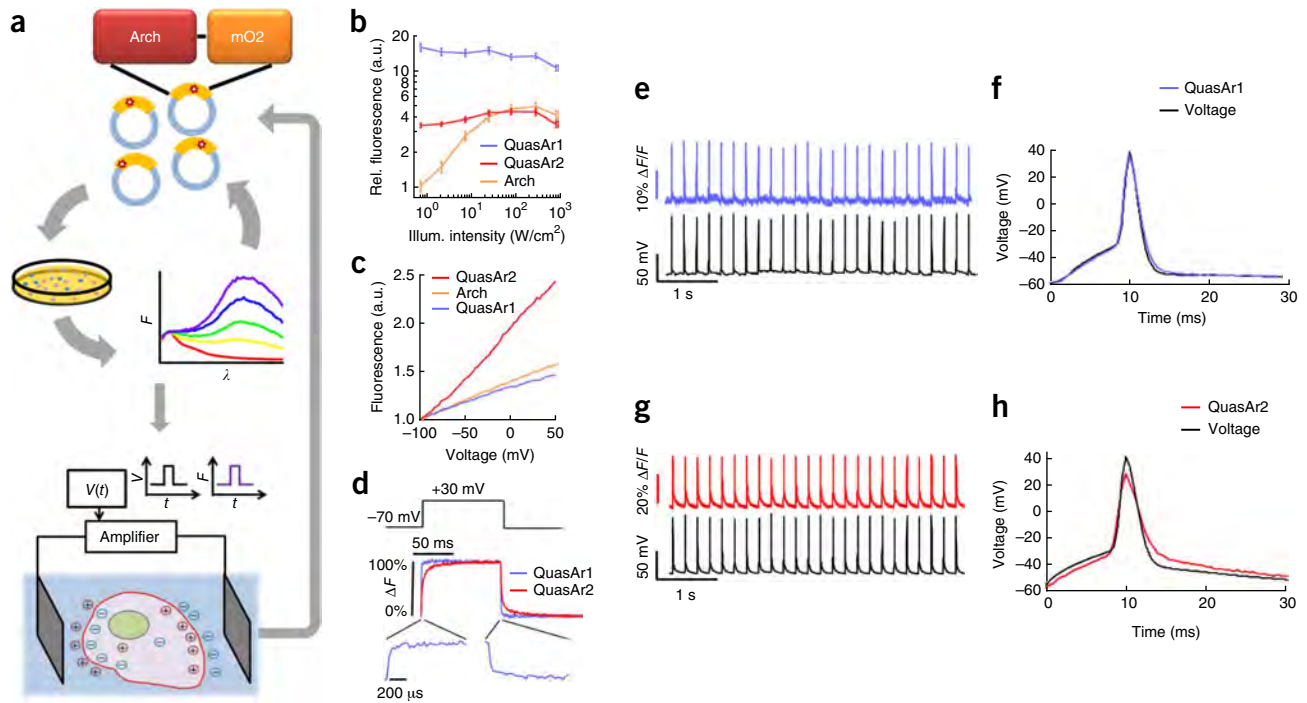 a
Arch
mO2
F
λ
V(t)
V
t
F
t
Amplifier
+ − + − + −
b
Rel. fluorescence (a.u.)
20
10
8
6
4
2
1
QuasAr1
QuasAr2
Arch
10⁰ 10¹ 10² 10³
Illum. intensity (W/cm²)
c
Fluorescence (a.u.)
2.5
2.0
1.5
1.0
QuasAr2
Arch
QuasAr1
−100 −50 0 50
Voltage (mV)
d
+30 mV
−70 mV
50 ms
100%
ΔF
0%
QuasAr1
QuasAr2
200 μs
e
10% ΔF/F
50 mV
1 s
f
QuasAr1
Voltage
Voltage (mV)
40
20
0
−20
−40
−60
0 10 20 30
Time (ms)
g
20% ΔF/F
50 mV
1 s
h
QuasAr2
Voltage
Voltage (mV)
40
20
0
−20
−40
−60
0 10 20 30
Time (ms)